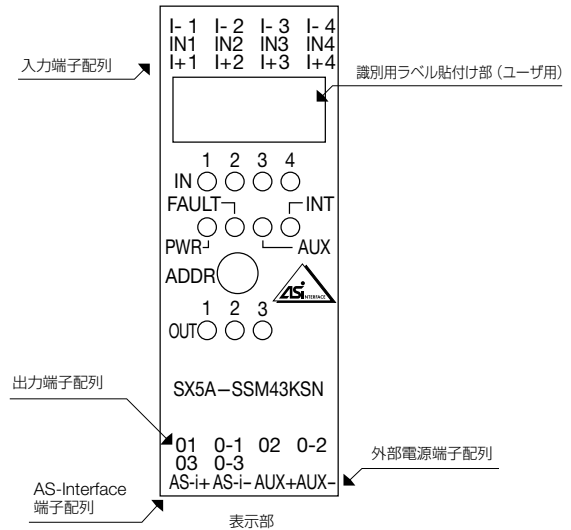 I- 1 I- 2 I- 3 I- 4
IN1 IN2 IN3 IN4
I+1 I+2 I+3 I+4
入力端子配列
識別用ラベル貼付け部（ユーザ用）
1 2 3 4
IN
FAULT INT
PWR AUX
ADDR
ASi INTERFACE
1 2 3
OUT
SX5A－SSM43KSN
出力端子配列
01 0-1 02 0-2
03 0-3
AS-i+ AS-i− AUX+ AUX−
外部電源端子配列
AS-Interface
端子配列
表示部